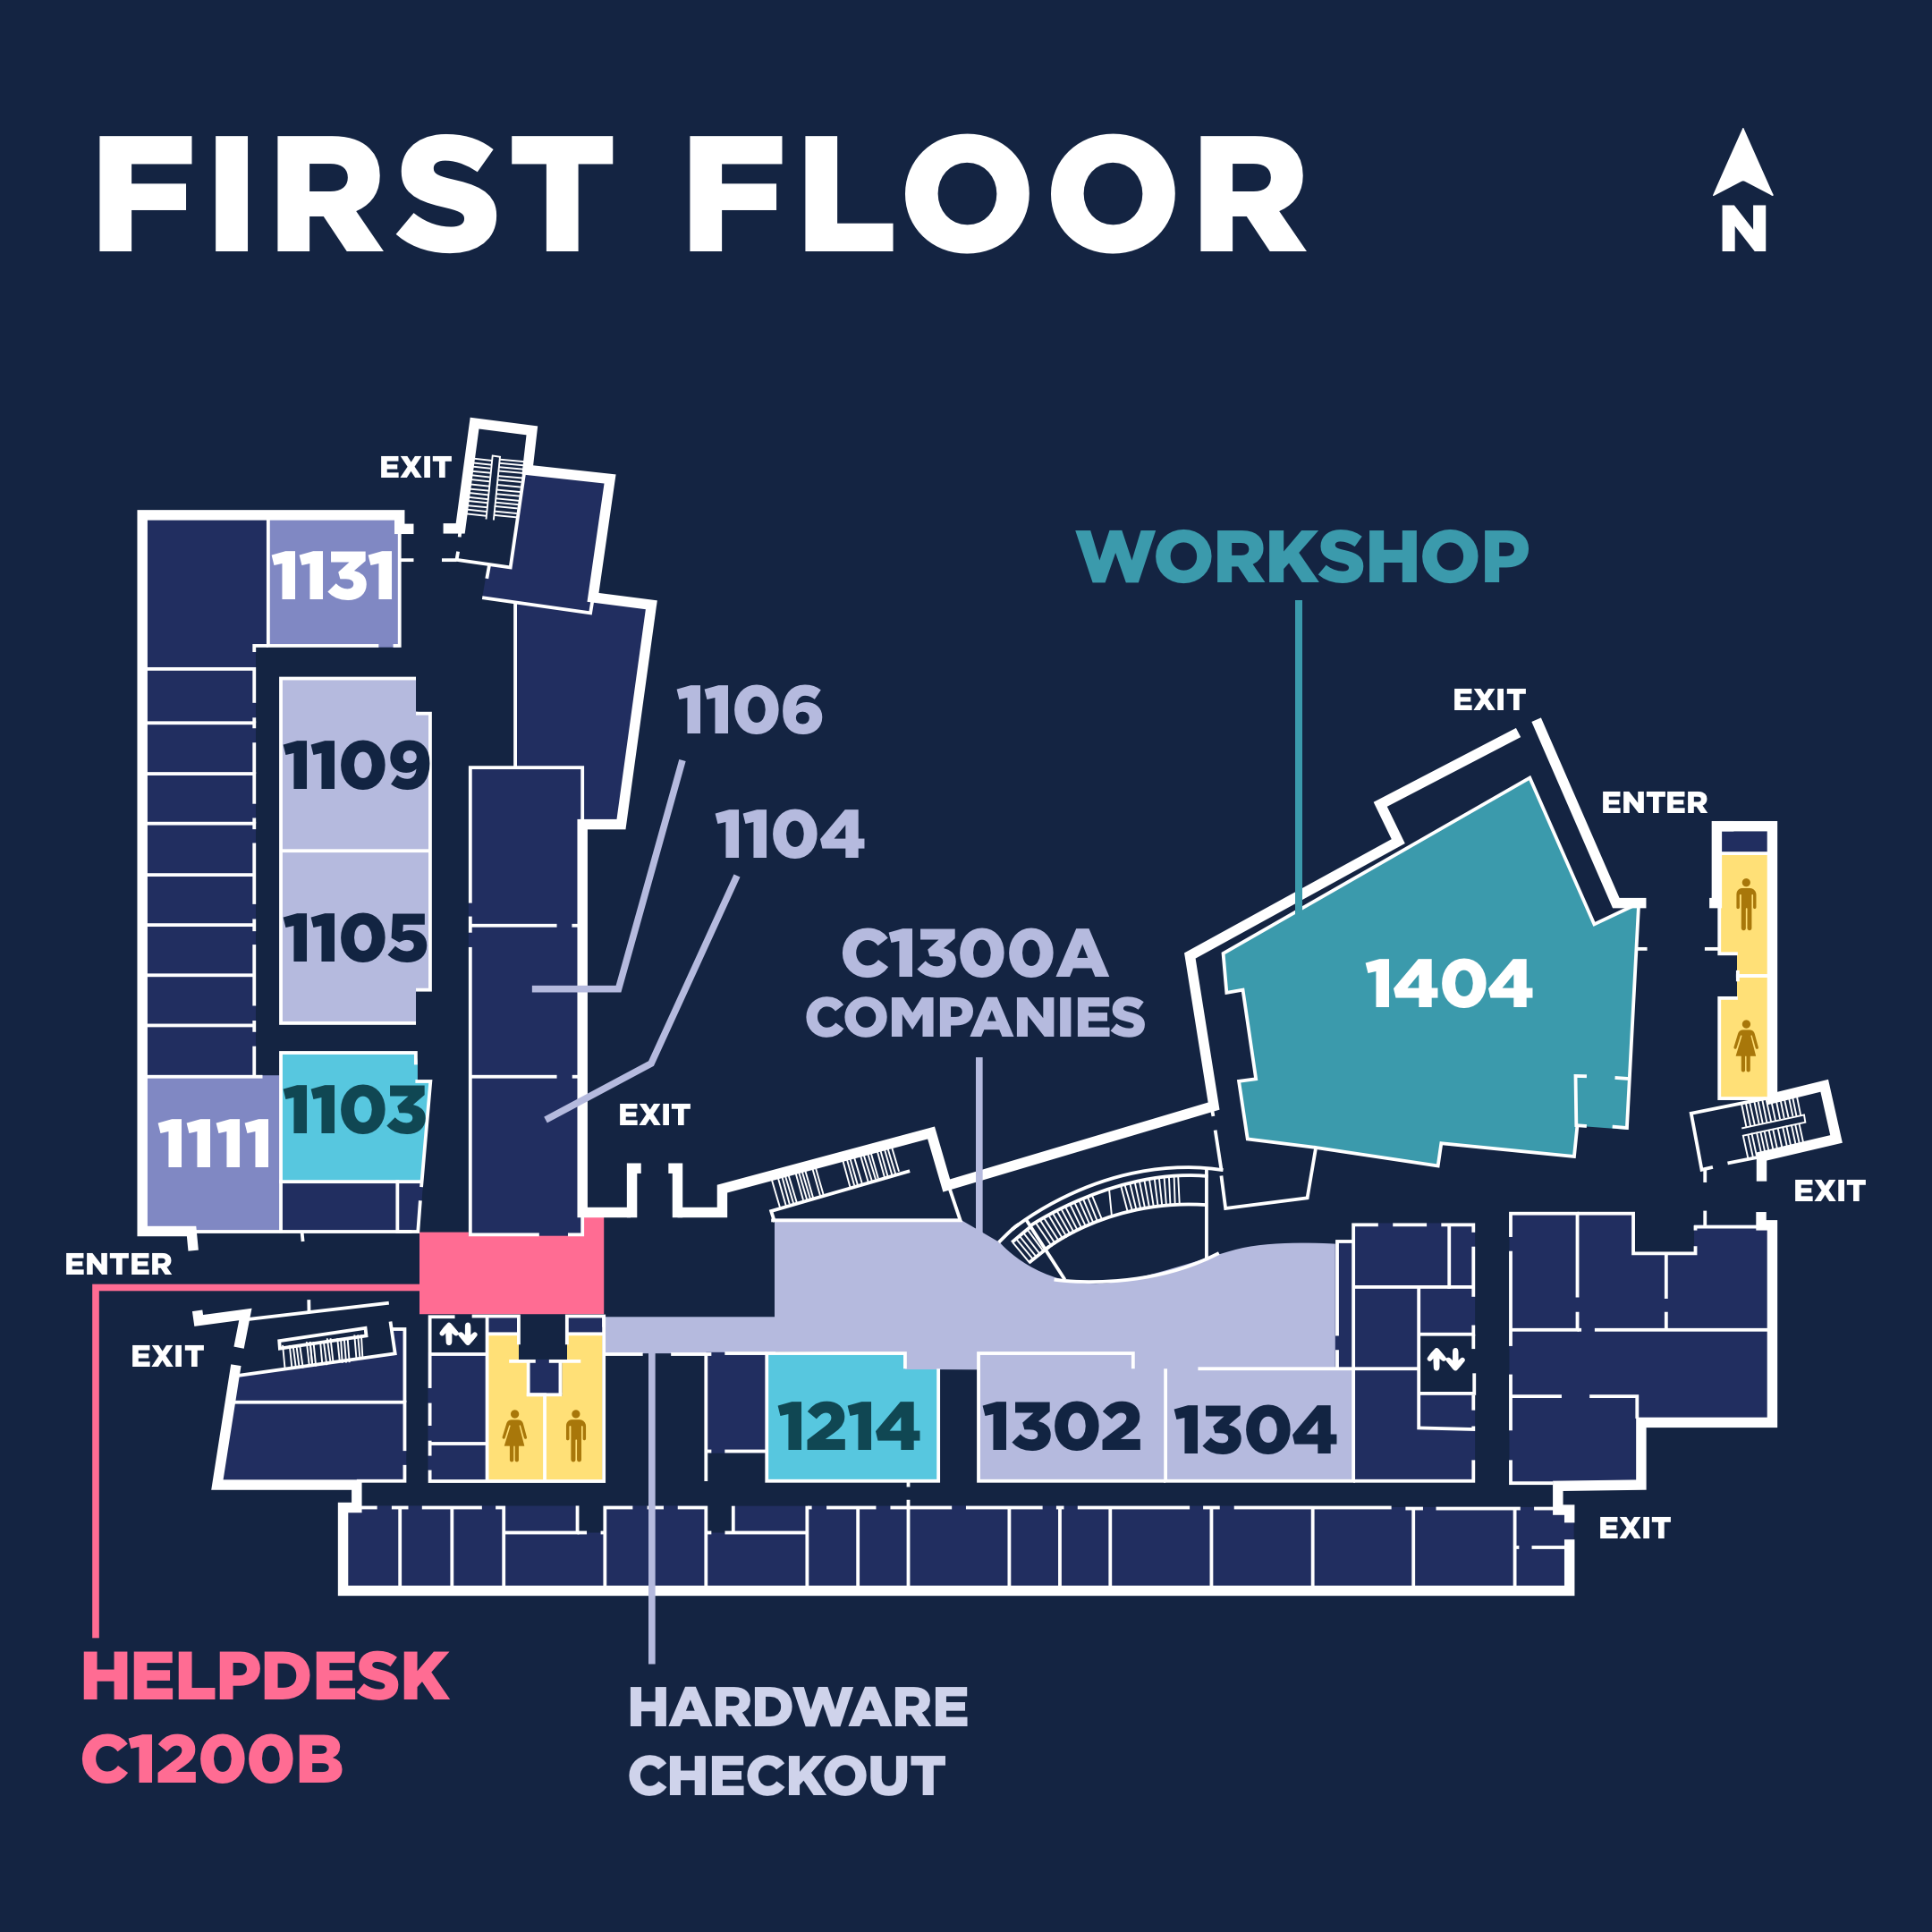 FIRST FLOOR
N
EXIT
1131
WORKSHOP
1106
EXIT
1109
ENTER
1104
1105
C1300A
COMPANIES
1404
1103
EXIT
1111
EXIT
ENTER
EXIT
1214
1302
1304
EXIT
HELPDESK
C1200B
HARDWARE
CHECKOUT